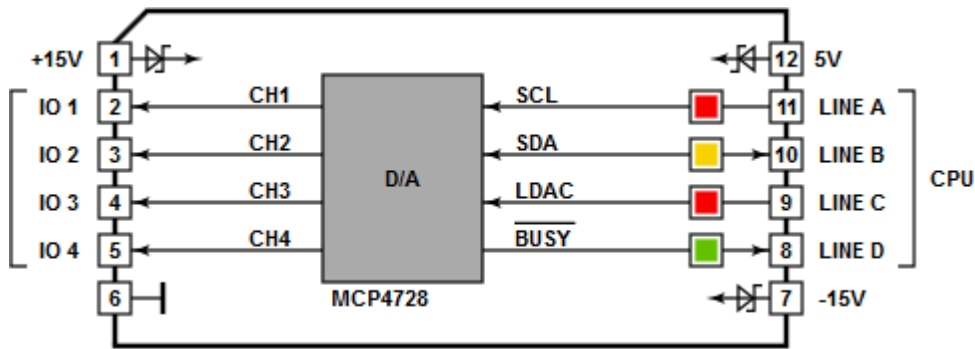 +15V 1 12 5V
IO 1 2 CH1 SCL 11 LINE A
IO 2 3 CH2 SDA 10 LINE B
D/A
CPU
IO 3 4 CH3 LDAC 9 LINE C
IO 4 5 CH4 BUSY 8 LINE D
6 MCP4728 7 -15V